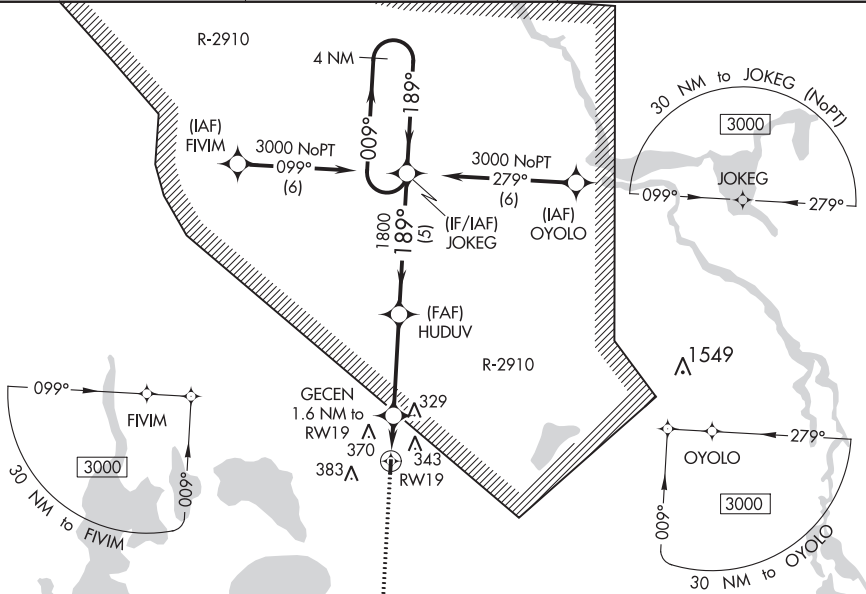 R-2910
4 NM
189°
009°
(IAF)
FIVIM
3000 NoPT
099°
(6)
3000 NoPT
279°
(6)
(IAF)
OYOLO
(IF/IAF)
JOKEG
1800
189°
(5)
(FAF)
HUDUV
R-2910
GECEN
1.6 NM to
RW19
329
370
343
383
RW19
1549
30 NM to JOKEG (NoPT)
3000
JOKEG
099°
279°
099°
FIVIM
3000
009°
30 NM to FIVIM
279°
OYOLO
3000
009°
30 NM to OYOLO